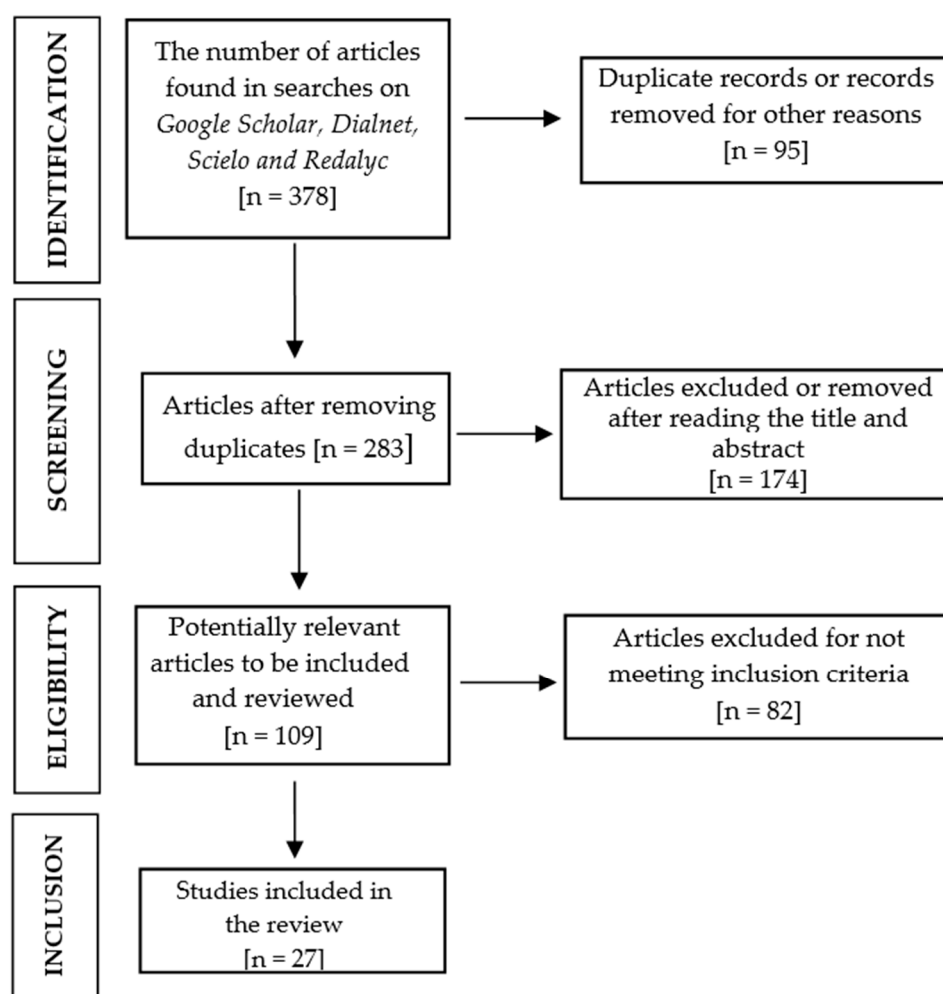 IDENTIFICATION
The number of articles
found in searches on
Google Scholar, Dialnet,
Scielo and Redalyc
[n = 378]
Duplicate records or records
removed for other reasons
[n = 95]
SCREENING
Articles after removing
duplicates [n = 283]
Articles excluded or removed
after reading the title and
abstract
[n = 174]
ELIGIBILITY
Potentially relevant
articles to be included
and reviewed
[n = 109]
Articles excluded for not
meeting inclusion criteria
[n = 82]
INCLUSION
Studies included in
the review
[n = 27]